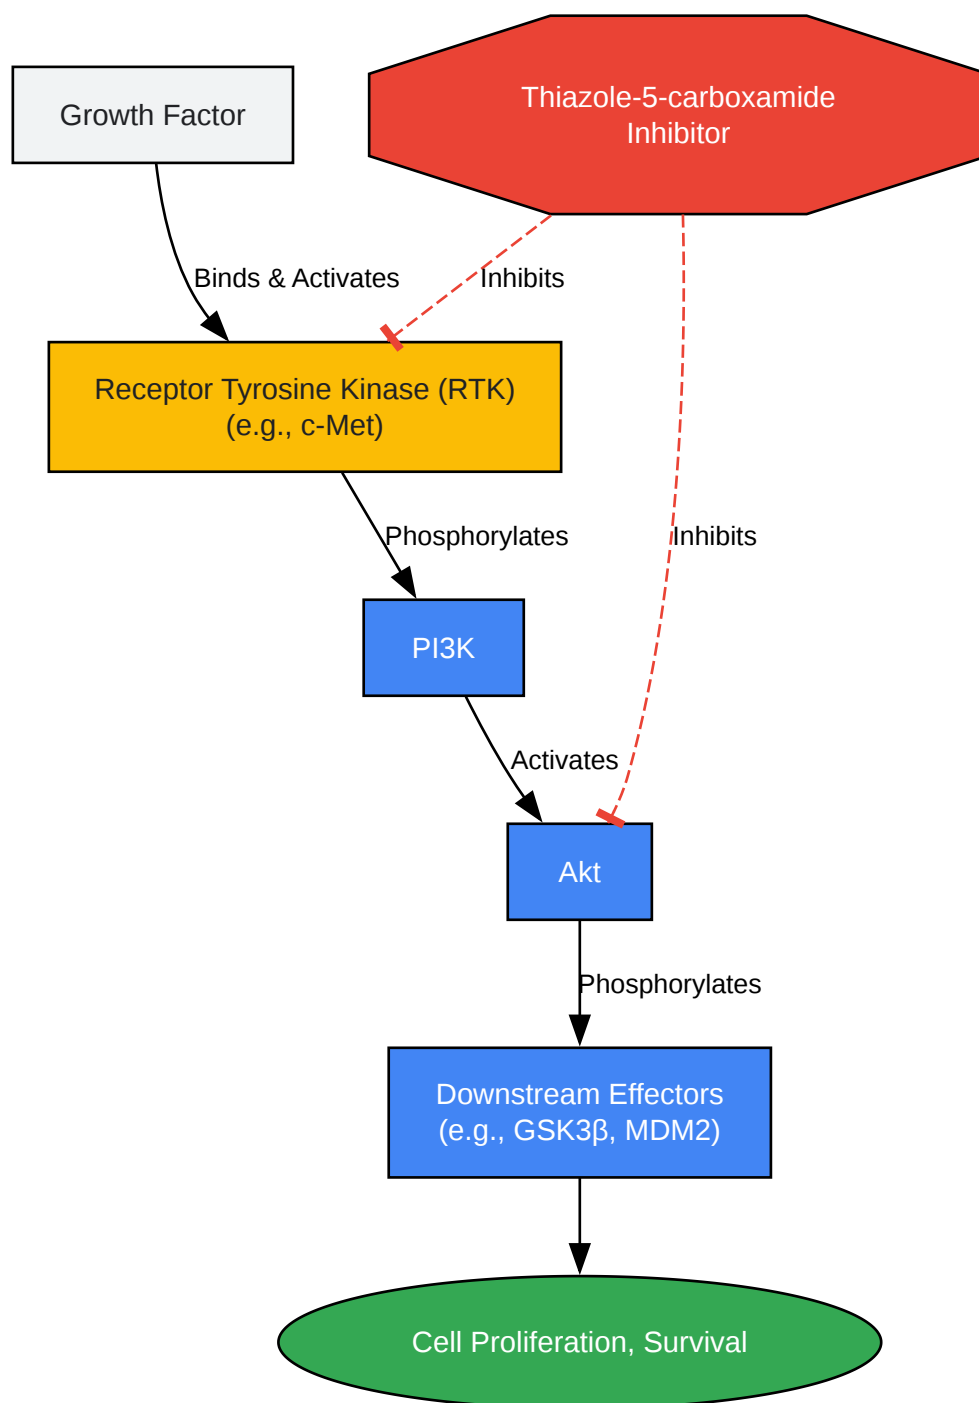 Growth Factor
Thiazole-5-carboxamide
Inhibitor
Binds & Activates
Inhibits
Receptor Tyrosine Kinase (RTK)
(e.g., c-Met)
Phosphorylates
Inhibits
PI3K
Activates
Akt
Phosphorylates
Downstream Effectors
(e.g., GSK3β, MDM2)
Cell Proliferation, Survival